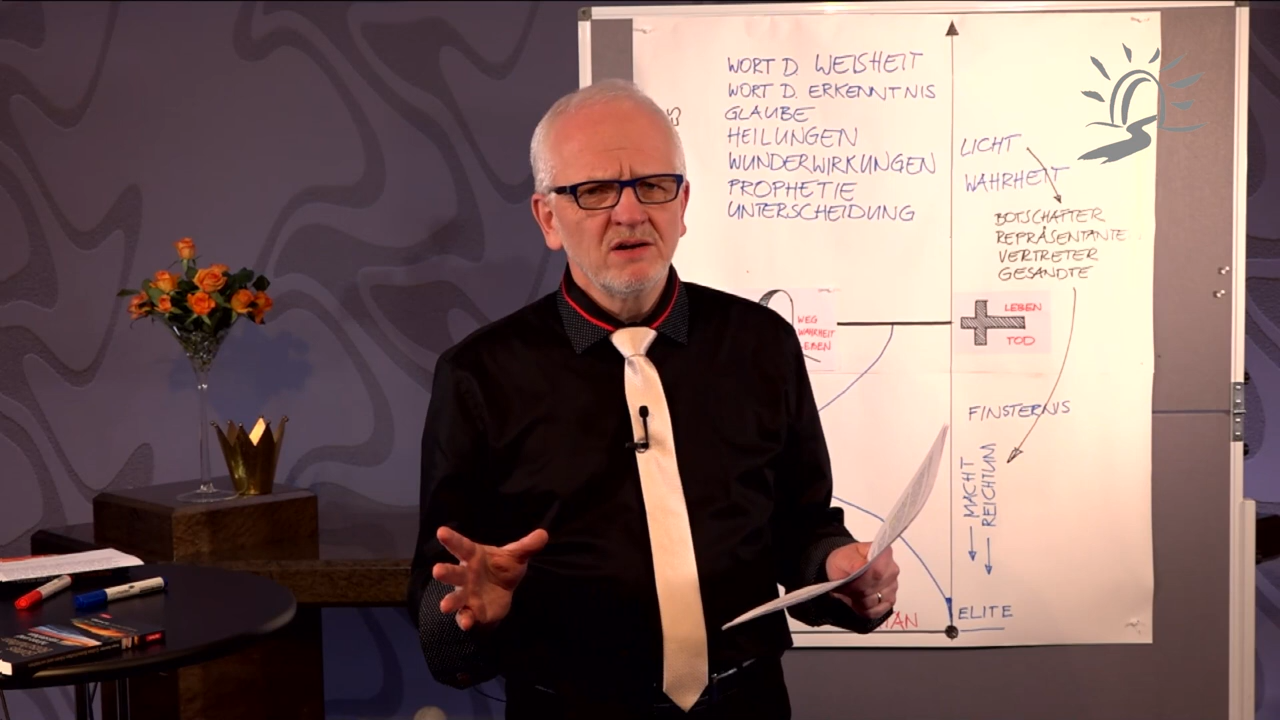 WORT D. WEISHEIT
WORT D. ERKENNTNIS
GLAUBE
HEILUNGEN
WUNDERWIRKUNGEN
PROPHETIE
UNTERSCHEIDUNG
LICHT
WAHRHEIT
BOTSCHAFTER
REPRÄSENTANTE
VERTRETER
GESANDTE
WEG
WAHRHEIT
LEBEN
LEBEN
TOD
FINSTERNIS
MACHT
REICHTUM
ELITE